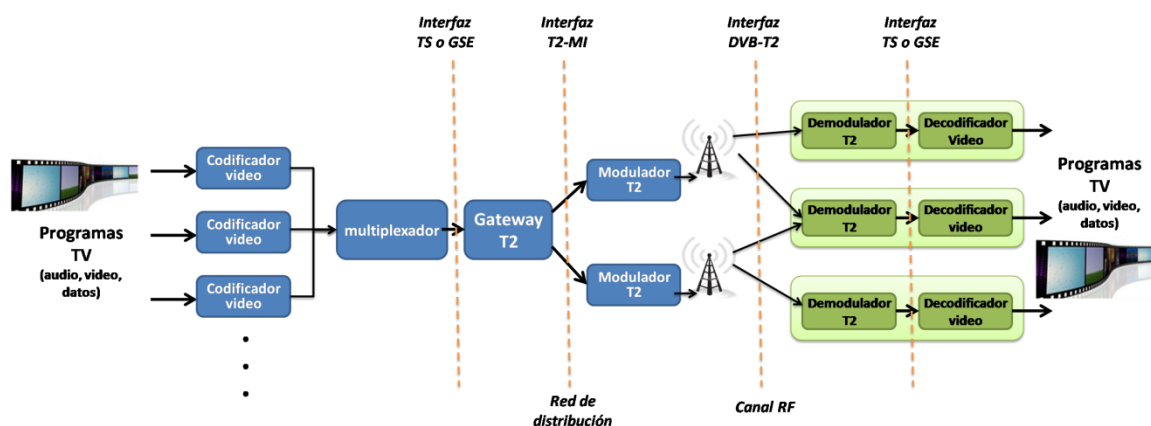 Interfaz
TS o GSE
Interfaz
T2-MI
Interfaz
DVB-T2
Interfaz
TS o GSE
Programas
TV
(audio, video,
datos)
Codificador
video
Codificador
video
Codificador
video
multiplexador
Gateway
T2
Modulador
T2
Modulador
T2
Demodulador
T2
Decodificador
Video
Demodulador
T2
Decodificador
video
Demodulador
T2
Decodificador
video
Programas
TV
(audio, video,
datos)
Red de
distribución
Canal RF